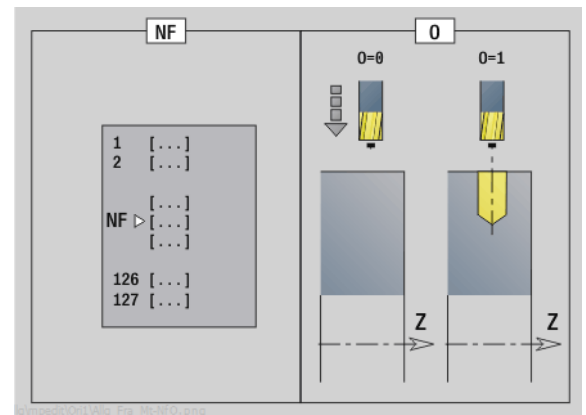 NF
1 [...]
2 [...]
[...]
NF [...]
[...]
126 [...]
127 [...]
O
O=0
O=1
Z
Z